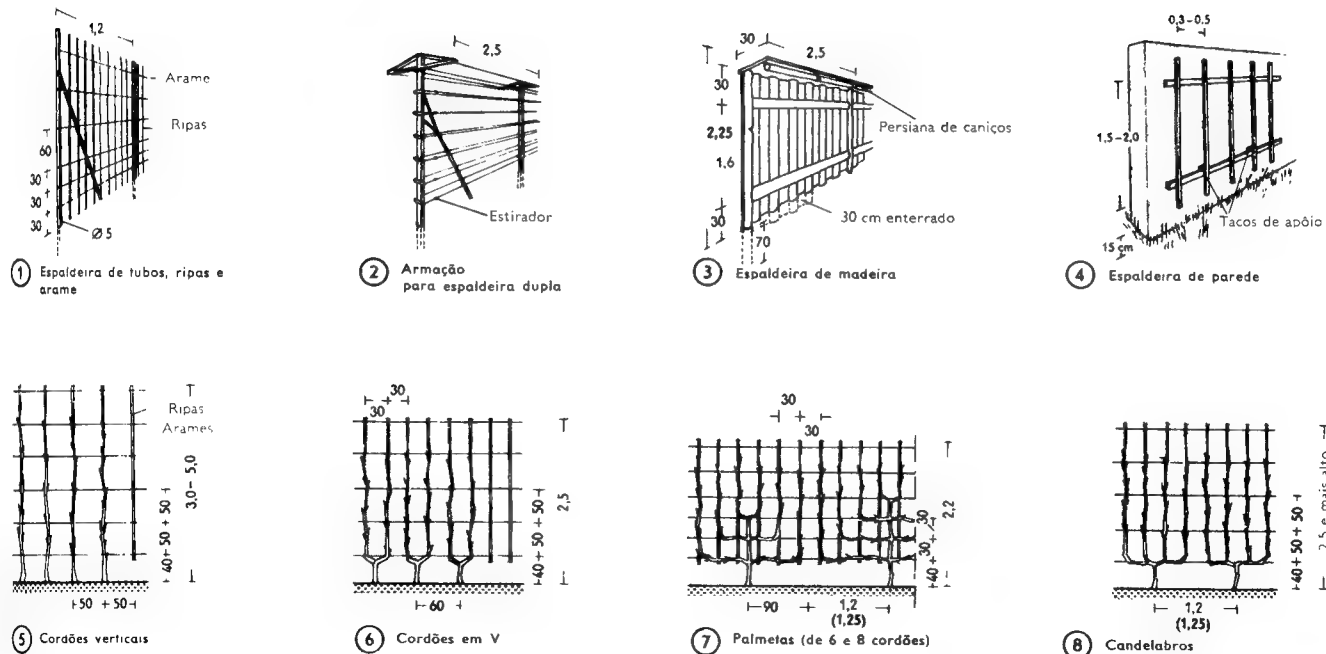 1,2
Arame
Ripas
60
30
30
30
Ø 5
1 Espaldeira de tubos, ripas e
arame
2,5
Estirador
2 Armação
para espaldeira dupla
30
2,5
30
2,25
1,6
30
70
Persiana de caniços
30 cm enterrado
3 Espaldeira de madeira
0,3-0,5
1,5-2,0
Tacos de apôio
15 cm
4 Espaldeira de parede
Ripas
Arames
3,0-5,0
40+50+50
50 + 50
5 Cordões verticais
30
30
2,5
40+50+50
60
6 Cordões em V
30
30
2,2
40+30+30
30
90
1,2
(1,25)
7 Palmetas (de 6 e 8 cordões)
2,5 e mais alto
40+50+50
1,2
(1,25)
8 Candelabros